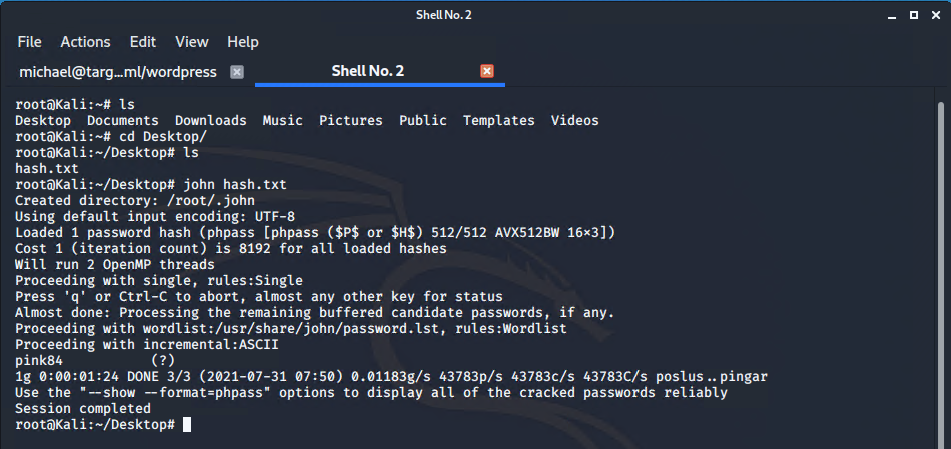 Shell No. 2
File Actions Edit View Help
michael@targ...ml/wordpress Shell No. 2
root@Kali:~# ls
Desktop Documents Downloads Music Pictures Public Templates Videos
root@Kali:~# cd Desktop/
root@Kali:~/Desktop# ls
hash.txt
root@Kali:~/Desktop# john hash.txt
Created directory: /root/.john
Using default input encoding: UTF-8
Loaded 1 password hash (phpass [phpass ($P$ or $H$) 512/512 AVX512BW 16×3])
Cost 1 (iteration count) is 8192 for all loaded hashes
Will run 2 OpenMP threads
Proceeding with single, rules:Single
Press 'q' or Ctrl-C to abort, almost any other key for status
Almost done: Processing the remaining buffered candidate passwords, if any.
Proceeding with wordlist:/usr/share/john/password.lst, rules:Wordlist
Proceeding with incremental:ASCII
pink84 (?)
1g 0:00:01:24 DONE 3/3 (2021-07-31 07:50) 0.01183g/s 43783p/s 43783c/s 43783C/s poslus..pingar
Use the "--show --format=phpass" options to display all of the cracked passwords reliably
Session completed
root@Kali:~/Desktop#